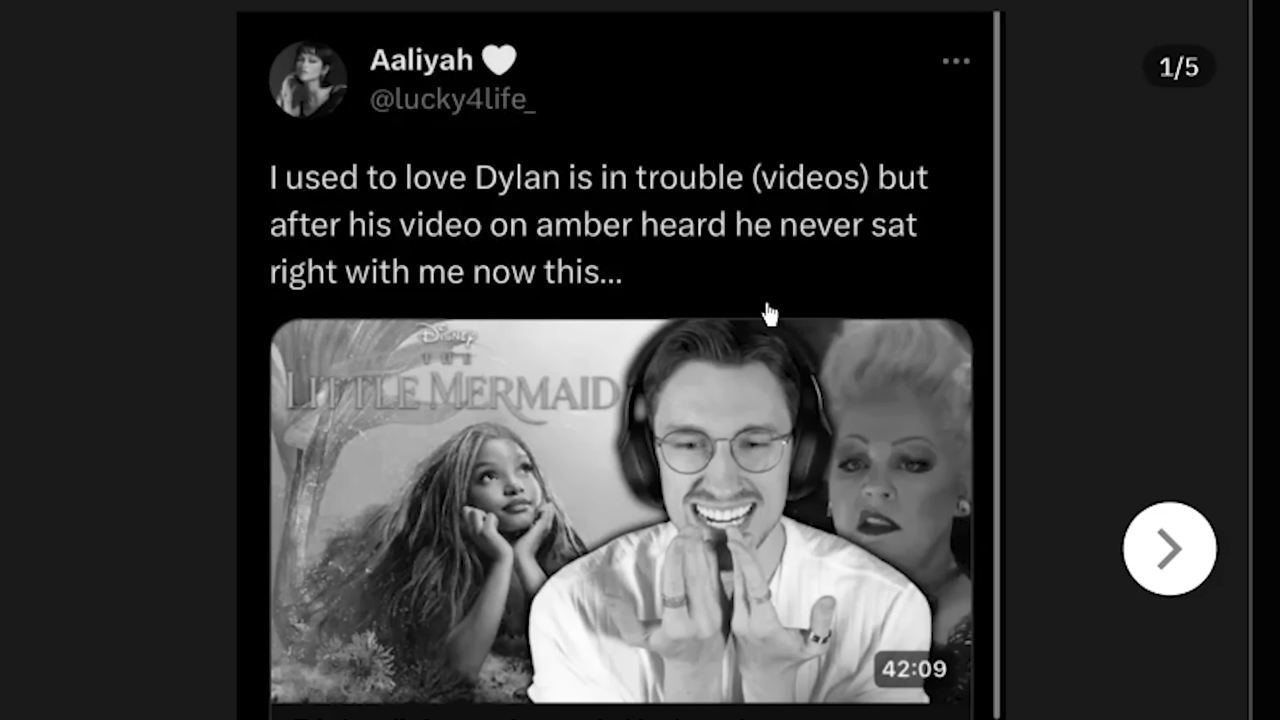 Aaliyah 🤍
@lucky4life_
1/5
I used to love Dylan is in trouble (videos) but
after his video on amber heard he never sat
right with me now this...
Disney
THE
LITTLE MERMAID
42:09